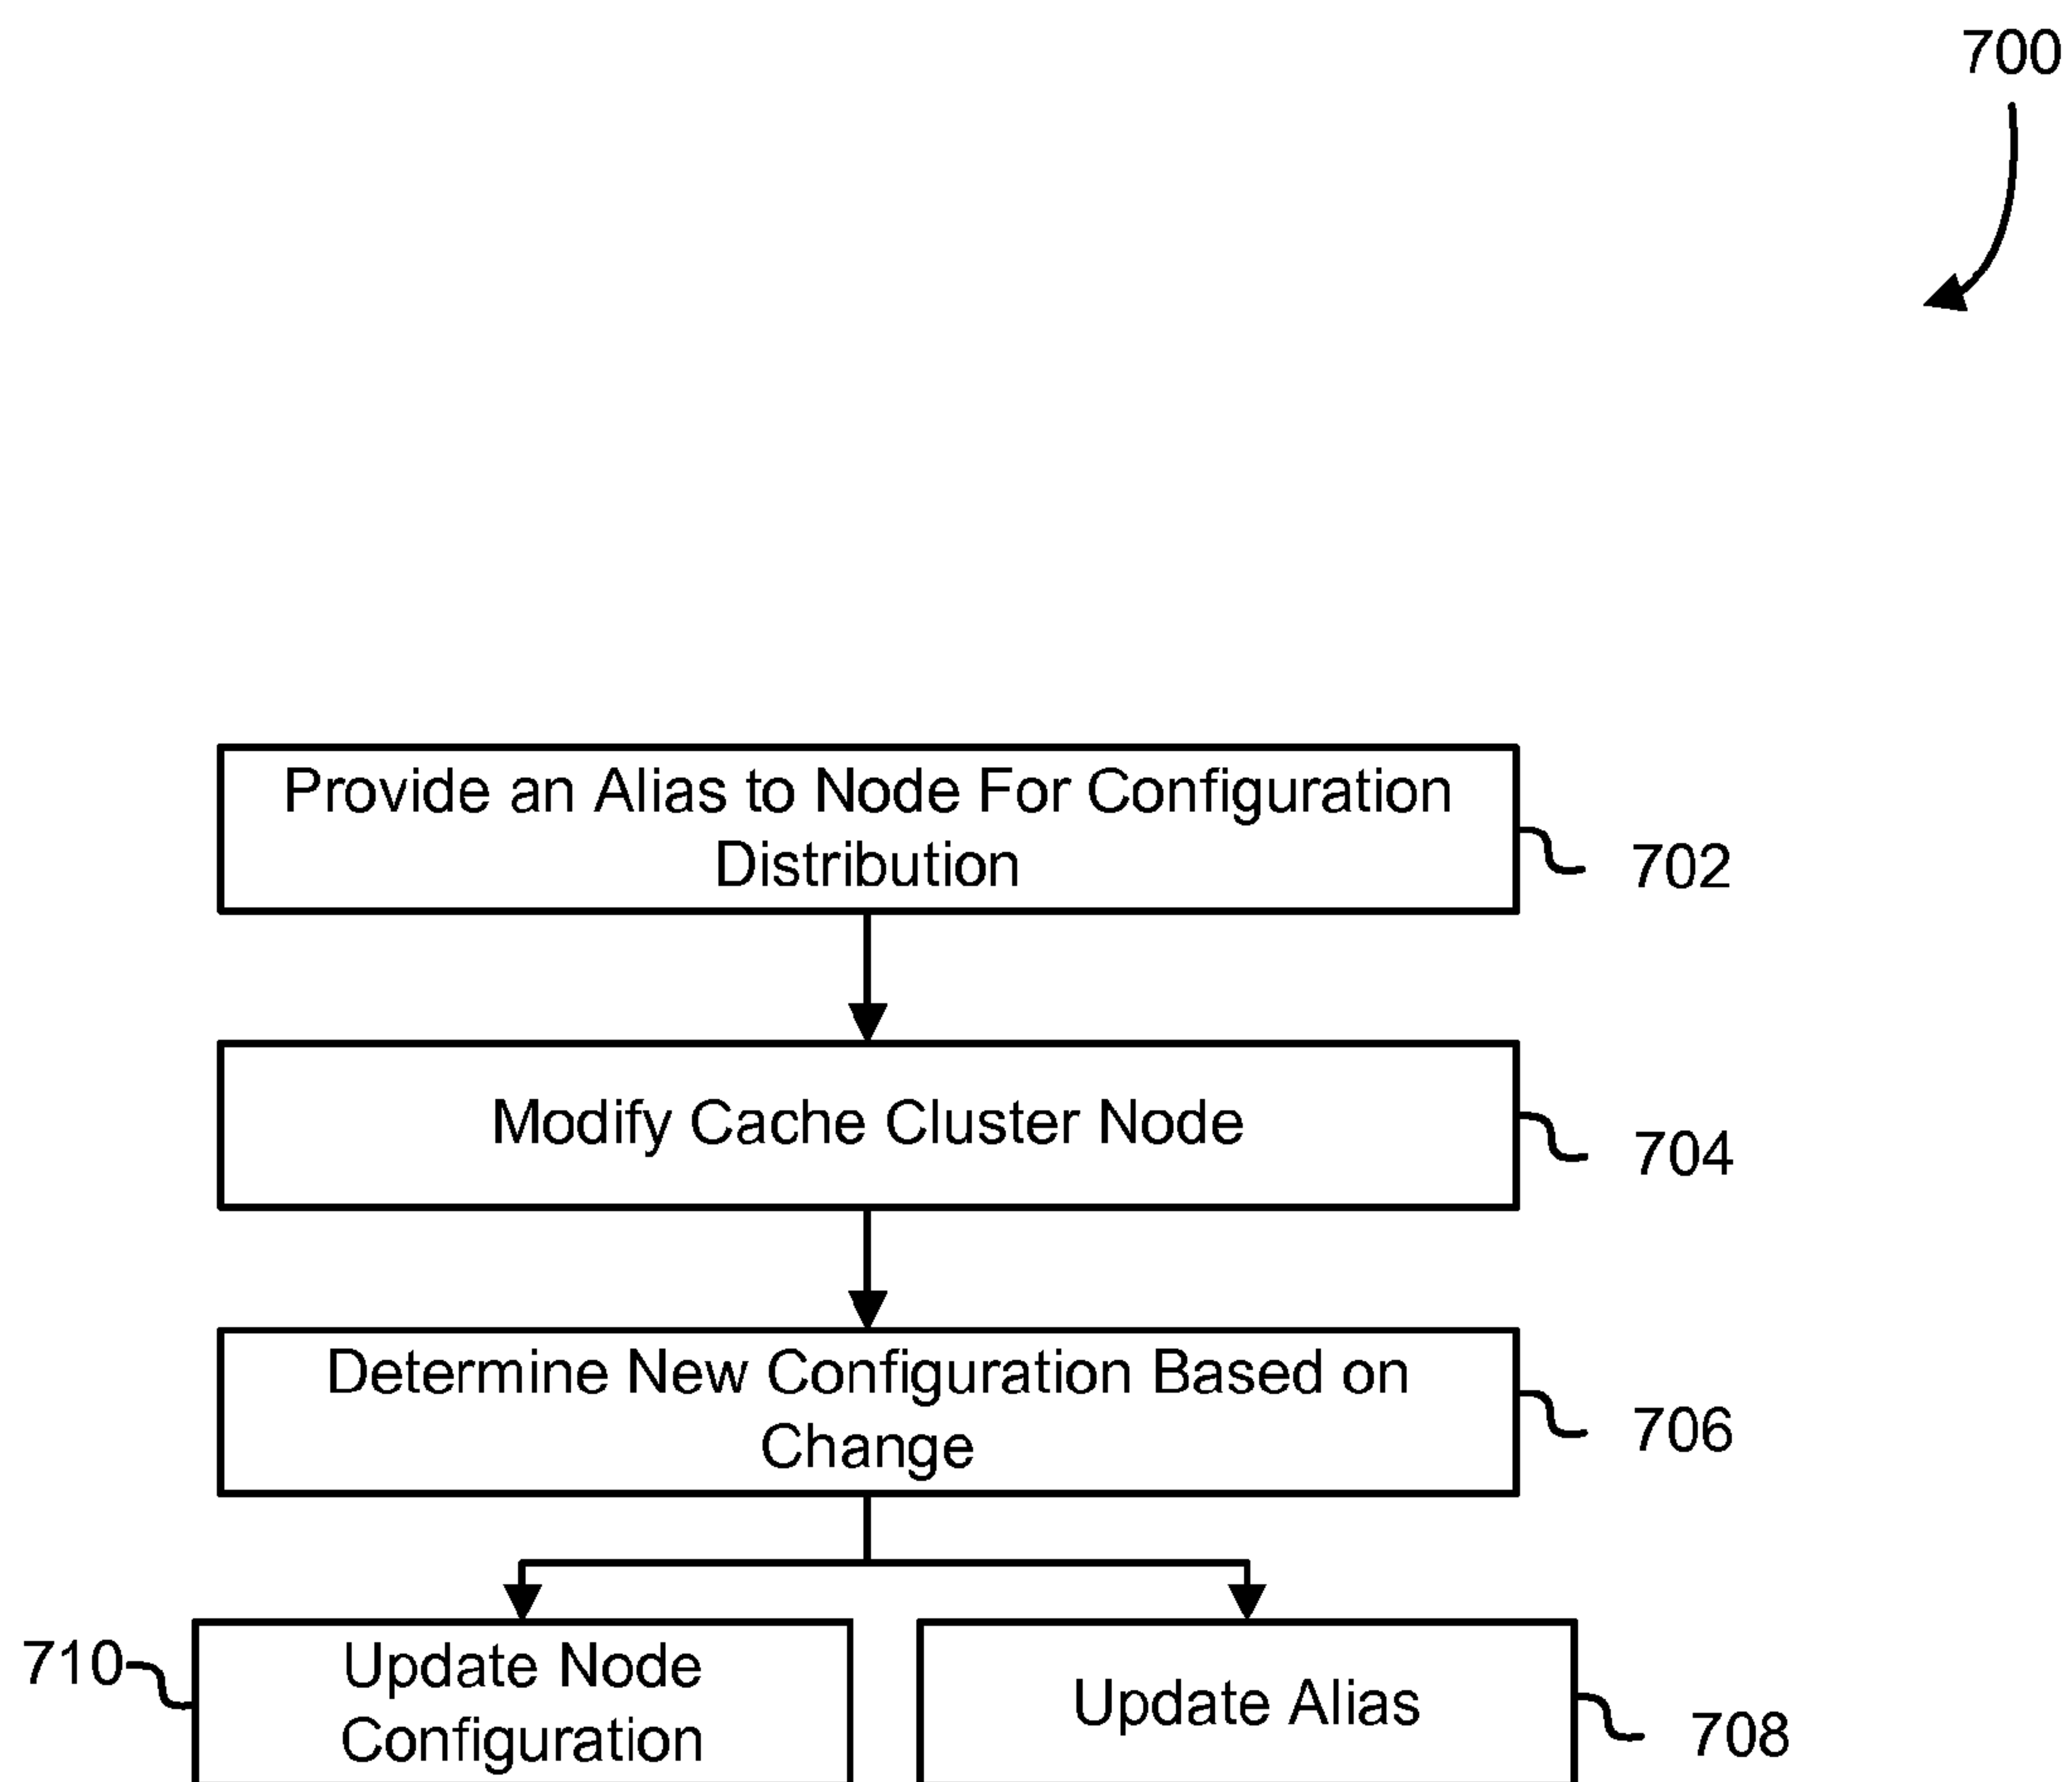 700
Provide an Alias to Node For Configuration
Distribution
702
Modify Cache Cluster Node
704
Determine New Configuration Based on
Change
706
710
Update Node
Configuration
Update Alias
708